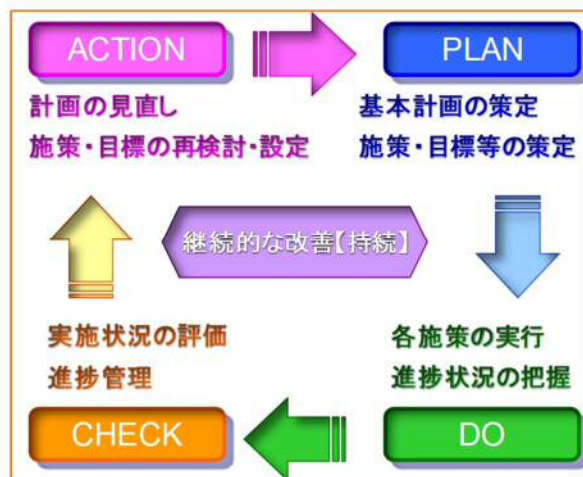 ACTION
PLAN
計画の見直し
施策・目標の再検討・設定
基本計画の策定
施策・目標等の策定
継続的な改善【持続】
実施状況の評価
進捗管理
各施策の実行
進捗状況の把握
CHECK
DO